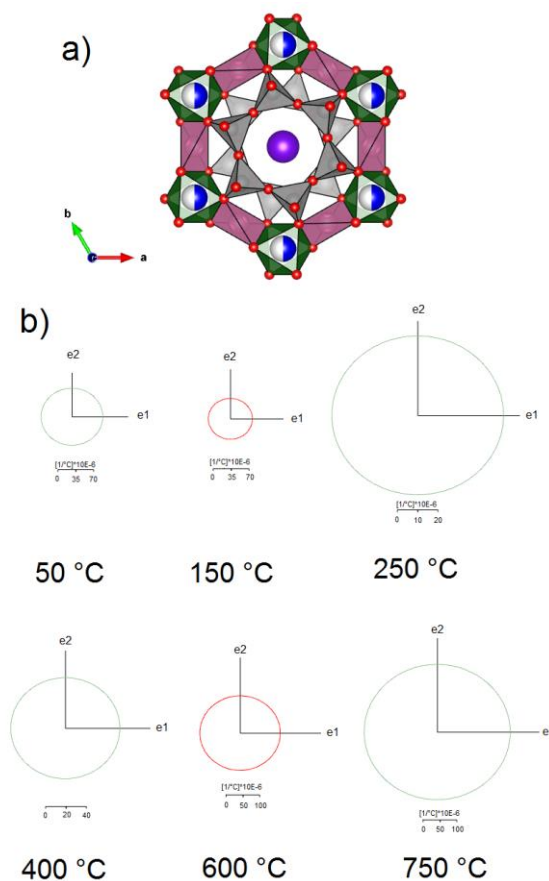 a)
b
a
b)
e2
e1
[1/°C]*10E-6
0 35 70
50 °C
e2
e1
[1/°C]*10E-6
0 35 70
150 °C
e2
e1
[1/°C]*10E-6
0 10 20
250 °C
e2
e1
0 20 40
400 °C
e2
e1
[1/°C]*10E-6
0 50 100
600 °C
e2
e
[1/°C]*10E-6
0 50 100
750 °C